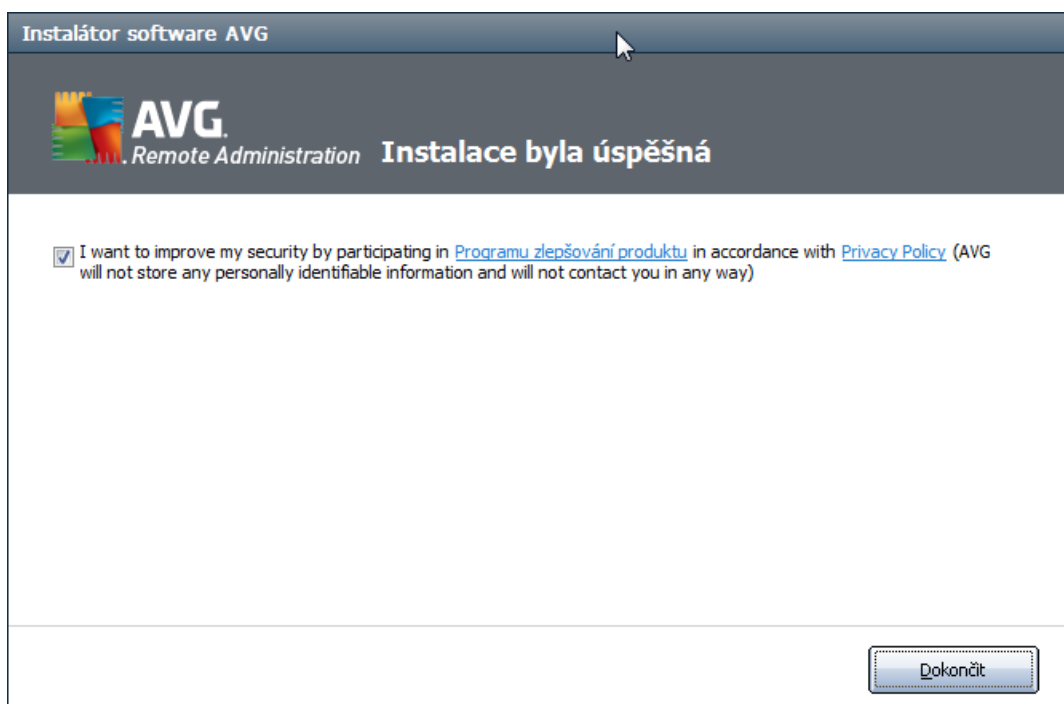 Instalátor software AVG
AVG.
Remote Administration Instalace byla úspěšná
I want to improve my security by participating in Programu zlepšování produktu in accordance with Privacy Policy (AVG
will not store any personally identifiable information and will not contact you in any way)
Dokončit